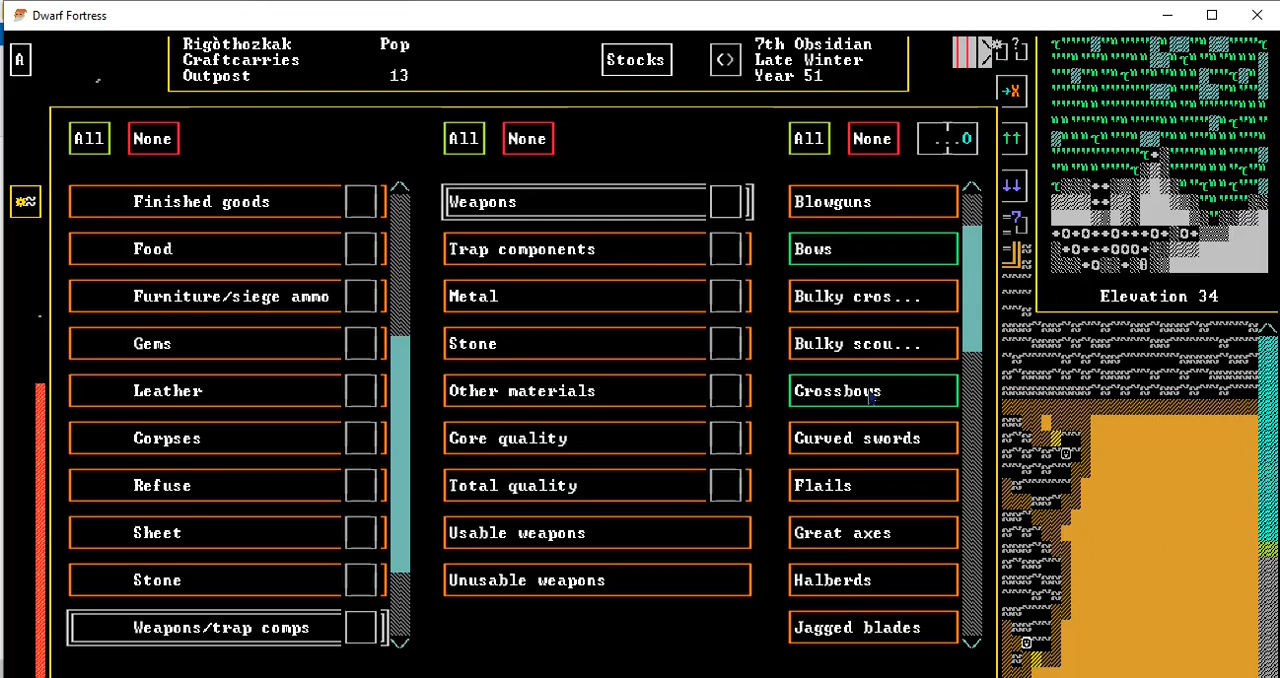 Dwarf Fortress
A
Rigòthozkak
Craftcarries
Outpost
Pop
13
Stocks
<>
7th Obsidian
Late Winter
Year 51
All
None
All
None
All
None
...O
Finished goods
Food
Furniture/siege ammo
Gems
Leather
Corpses
Refuse
Sheet
Stone
Weapons/trap comps
Weapons
Trap components
Metal
Stone
Other materials
Core quality
Total quality
Usable weapons
Unusable weapons
Blowguns
Bows
Bulky cros...
Bulky scou...
Crossbows
Curved swords
Flails
Great axes
Halberds
Jagged blades
Elevation 34